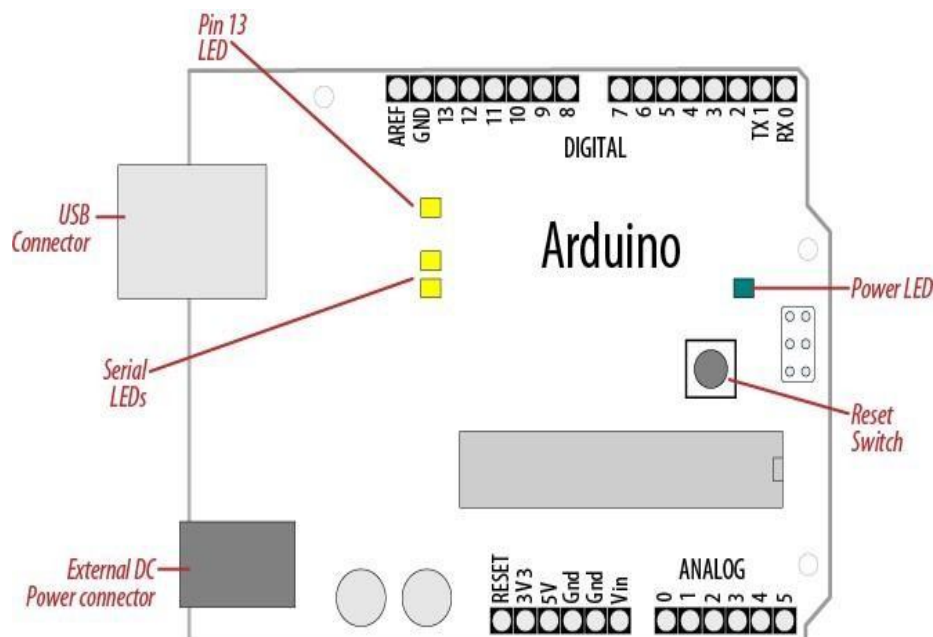 Pin 13
LED
AREF
GND
13
12
11
10
9
8
7
6
5
4
3
2
TX 1
RX 0
DIGITAL
USB
Connector
Arduino
Power LED
Serial
LEDs
Reset
Switch
External DC
Power connector
RESET
3V3
5V
Gnd
Gnd
Vin
ANALOG
0
1
2
3
4
5